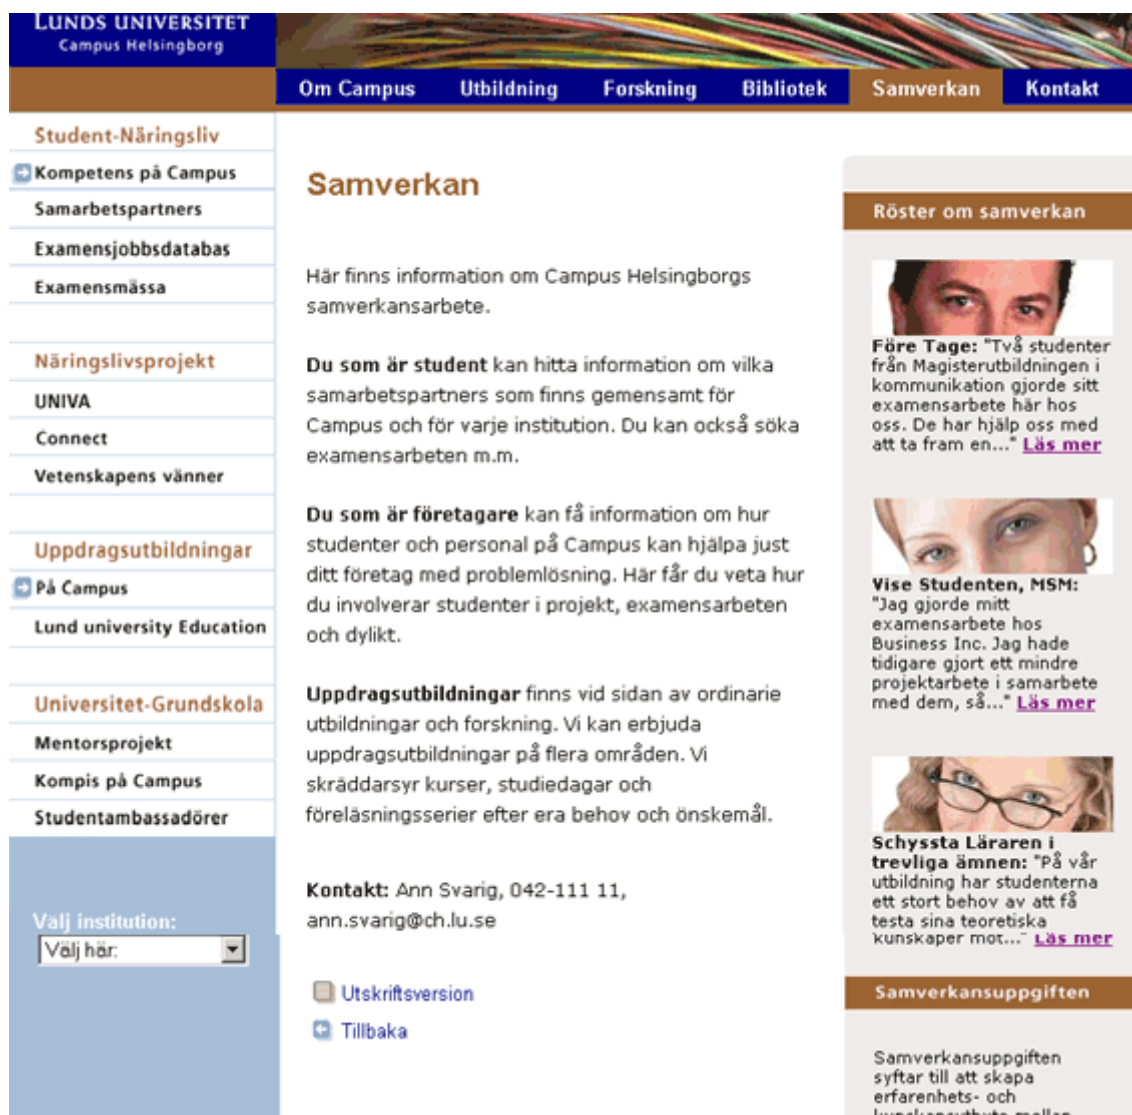 LUNDS UNIVERSITET
Campus Helsingborg
Om Campus Utbildning Forskning Bibliotek Samverkan Kontakt
Student-Näringsliv
Kompetens på Campus
Samarbetspartners
Examensjobbsdatabas
Examensmässa
Näringslivsprojekt
UNIVA
Connect
Vetenskapens vänner
Uppdragsutbildningar
På Campus
Lund university Education
Universitet-Grundskola
Mentorsprojekt
Kompis på Campus
Studentambassadörer
Välj institution:
Välj här:
Samverkan
Här finns information om Campus Helsingborgs
samverkansarbete.
Du som är student kan hitta information om vilka
samarbetspartners som finns gemensamt för
Campus och för varje institution. Du kan också söka
examensarbeten m.m.
Du som är företagare kan få information om hur
studenter och personal på Campus kan hjälpa just
ditt företag med problemlösning. Här får du veta hur
du involverar studenter i projekt, examensarbeten
och dylikt.
Uppdragsutbildningar finns vid sidan av ordinarie
utbildningar och forskning. Vi kan erbjuda
uppdragsutbildningar på flera områden. Vi
skräddarsyr kurser, studiedagar och
föreläsningsserier efter era behov och önskemål.
Kontakt: Ann Svarig, 042-111 11,
ann.svarig@ch.lu.se
Utskriftsversion
Tillbaka
Röster om samverkan
Före Tage: "Två studenter
från Magisterutbildningen i
kommunikation gjorde sitt
examensarbete här hos
oss. De har hjälp oss med
att ta fram en..." Läs mer
Vise Studenten, MSM:
"Jag gjorde mitt
examensarbete hos
Business Inc. Jag hade
tidigare gjort ett mindre
projektarbete i samarbete
med dem, så..." Läs mer
Schyssta Läraren i
trevliga ämnen: "På vår
utbildning har studenterna
ett stort behov av att få
testa sina teoretiska
kunskaper mot..." Läs mer
Samverkansuppgiften
Samverkansuppgiften
syftar till att skapa
erfarenhets- och
kunskapsutbyte mellan